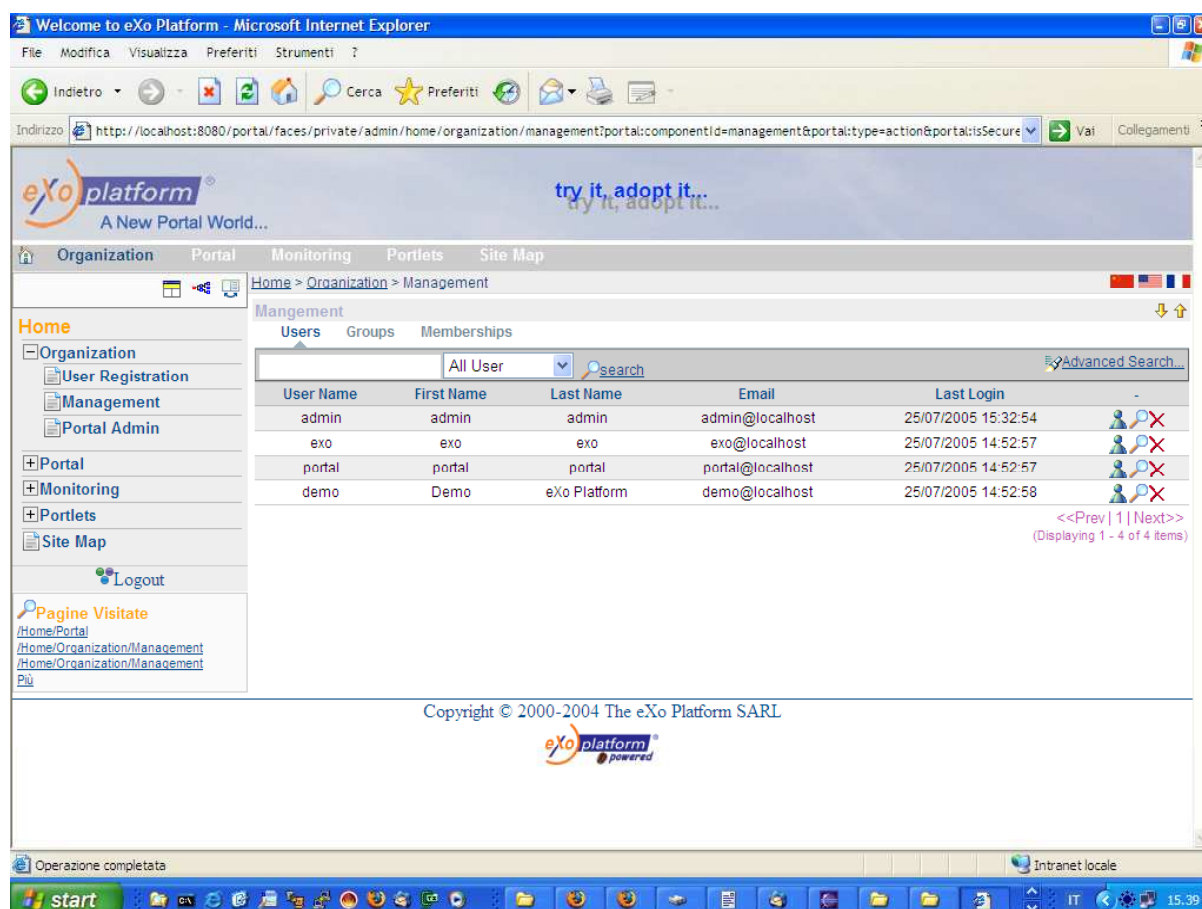 Welcome to eXo Platform - Microsoft Internet Explorer
File Modifica Visualizza Preferiti Strumenti ?
Indietro Cerca Preferiti
Indirizzo http://localhost:8080/portal/faces/private/admin/home/organization/management?portal:componentId=management&portal:type=action&portal:isSecure Vai Collegamenti
eXo platform ®
A New Portal World...
try it, adopt it...
Organization Portal Monitoring Portlets Site Map
Home > Organization > Management
Home
Organization
User Registration
Management
Portal Admin
Portal
Monitoring
Portlets
Site Map
Logout
Pagine Visitate
/Home/Portal
/Home/Organization/Management
/Home/Organization/Management
Più
Mangement
Users Groups Memberships
All User search Advanced Search...
User Name First Name Last Name Email Last Login -
admin admin admin admin@localhost 25/07/2005 15:32:54
exo exo exo exo@localhost 25/07/2005 14:52:57
portal portal portal portal@localhost 25/07/2005 14:52:57
demo Demo eXo Platform demo@localhost 25/07/2005 14:52:58
<<Prev | 1 | Next>>
(Displaying 1 - 4 of 4 items)
Copyright © 2000-2004 The eXo Platform SARL
eXo platform
powered
Operazione completata Intranet locale
start IT 15.39